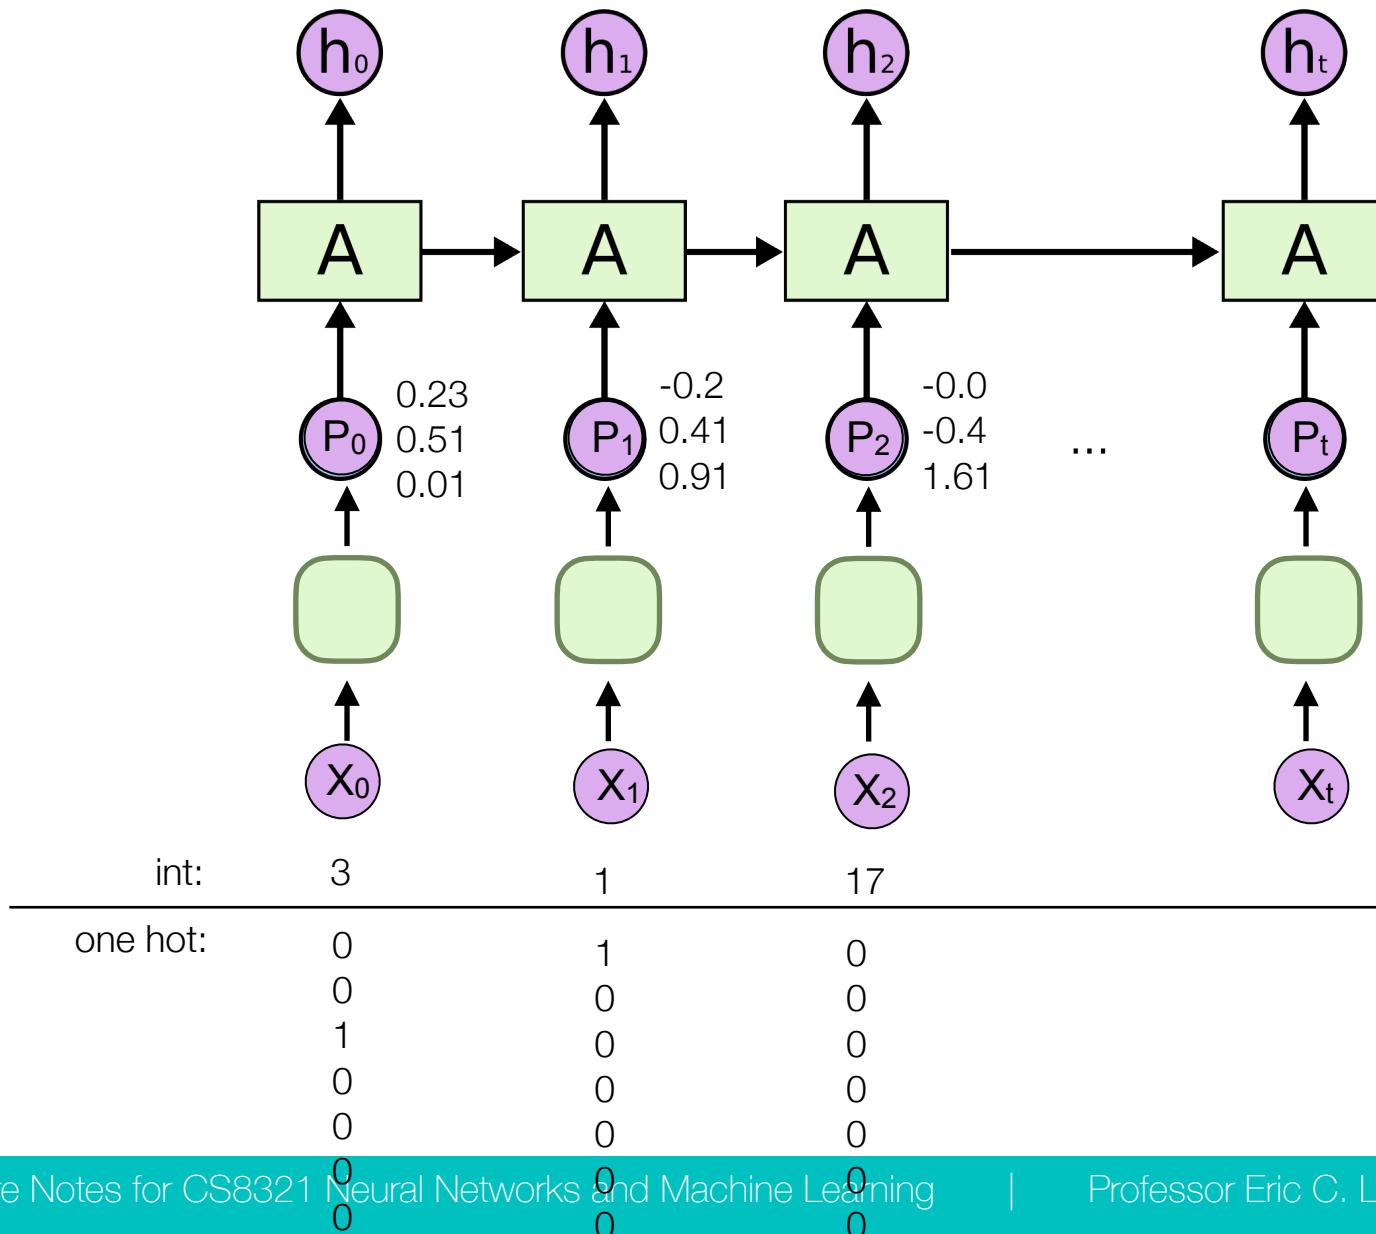 h₀ h₁ h₂ hₜ
A A A A
0.23 -0.2 -0.0
P₀ 0.51 P₁ 0.41 P₂ -0.4 ... Pₜ
0.01 0.91 1.61
X₀ X₁ X₂ Xₜ
int: 3 1 17
one hot: 0 1 0
0 0 0
1 0 0
0 0 0
0 0 0
0 0 0
0 0 0
e Notes for CS8321 Neural Networks and Machine Learning | Professor Eric C. L